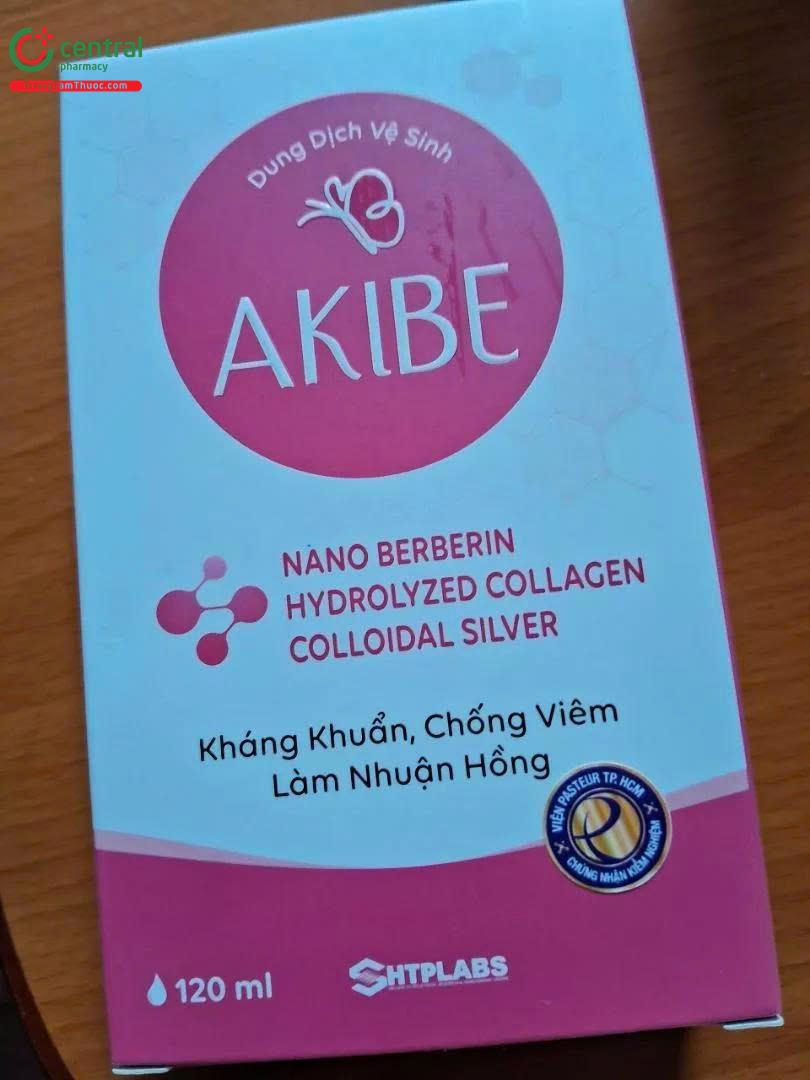 central
pharmacy
Dung Dịch Vệ Sinh
AKIBE
NANO BERBERIN
HYDROLYZED COLLAGEN
COLLOIDAL SILVER
Kháng Khuẩn, Chống Viêm
Làm Nhuận Hồng
VIỆN PASTEUR TP. HCM
CHỨNG NHẬN KIỂM NGHIỆM
120 ml
SHTPLABS